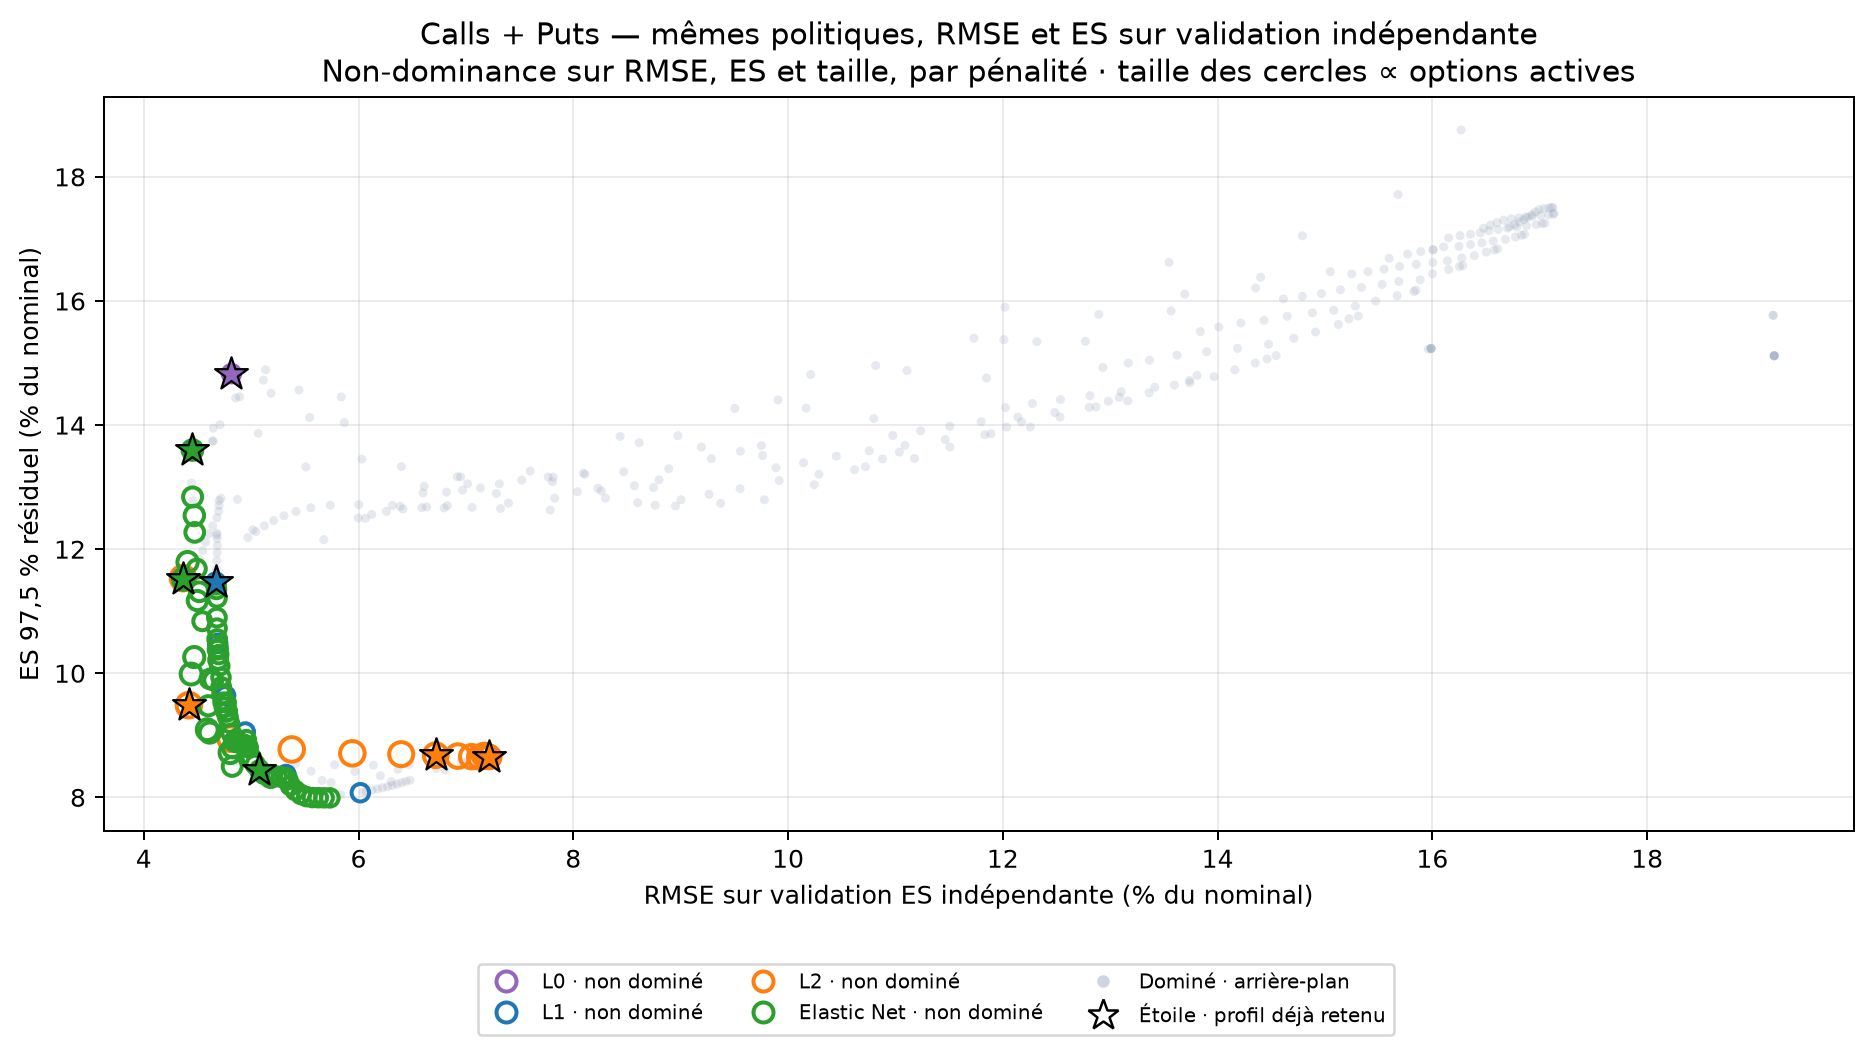 Calls + Puts — mêmes politiques, RMSE et ES sur validation indépendante
Non-dominance sur RMSE, ES et taille, par pénalité · taille des cercles ∝ options actives
ES 97,5 % résiduel (% du nominal)
18
16
14
12
10
8
4
6
8
10
12
14
16
18
RMSE sur validation ES indépendante (% du nominal)
L0 · non dominé
L1 · non dominé
L2 · non dominé
Elastic Net · non dominé
Dominé · arrière-plan
Étoile · profil déjà retenu